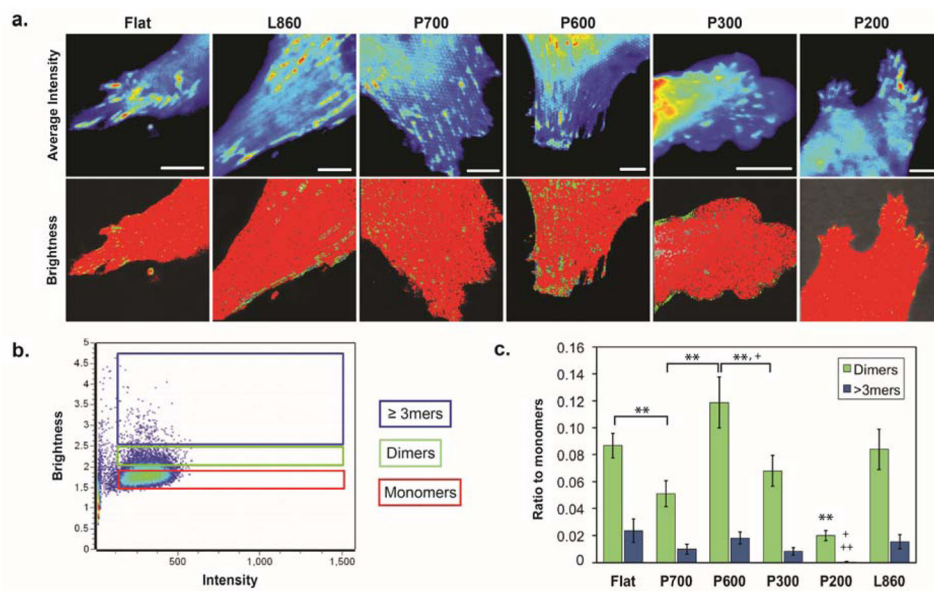 a.
Flat L860 P700 P600 P300 P200
Average Intensity
Brightness
b.
Brightness
5
4.5
4
3.5
3
2.5
2
1.5
1
0.5
0
500 1,000 1,500
Intensity
≥ 3mers
Dimers
Monomers
c.
Ratio to monomers
0.16
0.14
0.12
0.10
0.08
0.06
0.04
0.02
0.00
Dimers
>3mers
** **, +
**
**
+
++
Flat P700 P600 P300 P200 L860